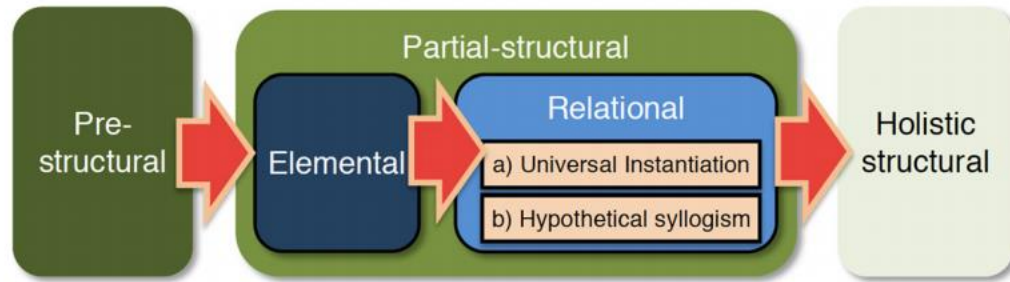 Pre-
structural
Partial-structural
Elemental
Relational
a) Universal Instantiation
b) Hypothetical syllogism
Holistic
structural